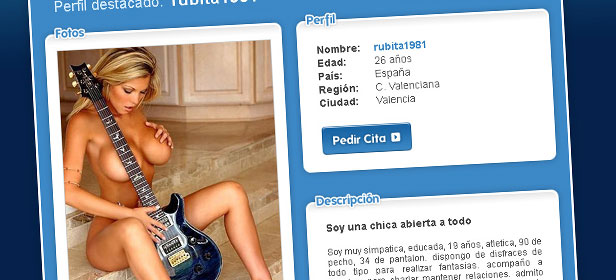 Perfil destacado: rubita1981
Fotos
Perfil
Nombre: rubita1981
Edad: 26 años
País: España
Región: C. Valenciana
Ciudad: Valencia
Pedir Cita
Descripción
Soy una chica abierta a todo
Soy muy simpatica, educada, 19 años, atletica, 90 de
pecho, 34 de pantalon. dispongo de disfraces de
todo tipo para realizar fantasias. acompaño a
charlar mantener relaciones. admito